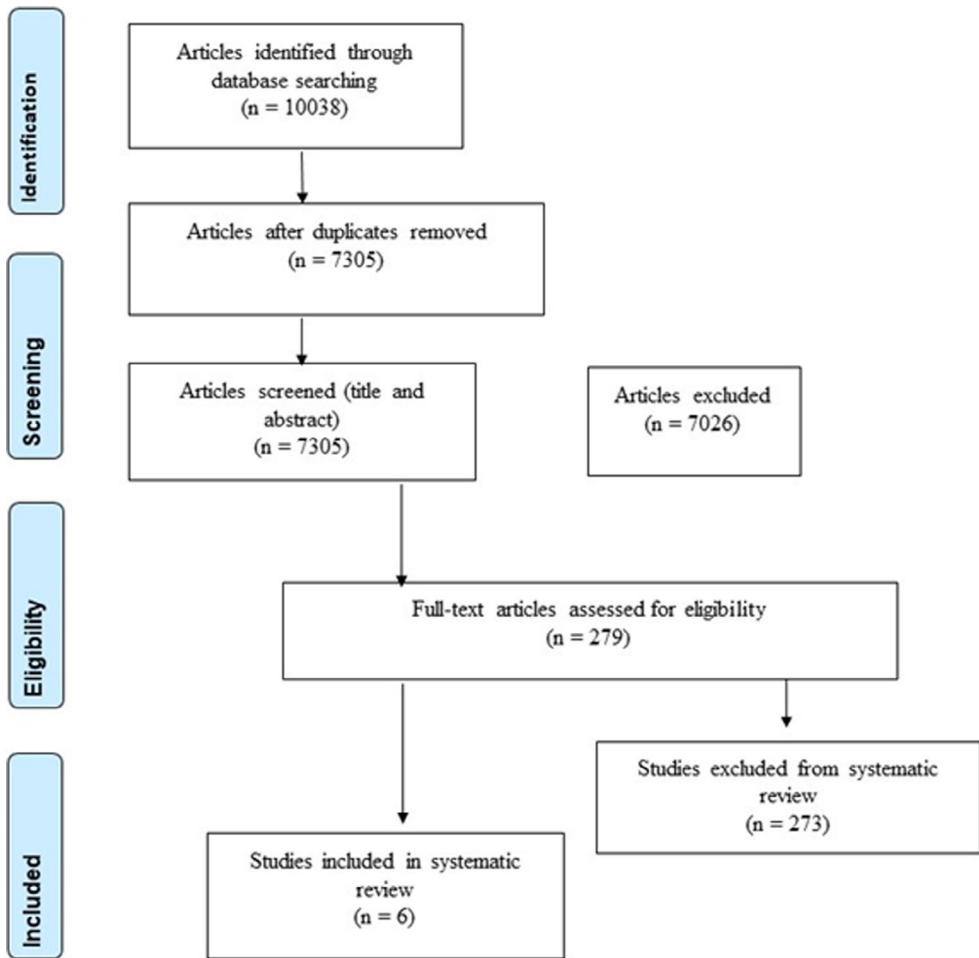 Identification
Articles identified through
database searching
(n = 10038)
Articles after duplicates removed
(n = 7305)
Screening
Articles screened (title and
abstract)
(n = 7305)
Articles excluded
(n = 7026)
Eligibility
Full-text articles assessed for eligibility
(n = 279)
Studies excluded from systematic
review
(n = 273)
Included
Studies included in systematic
review
(n = 6)